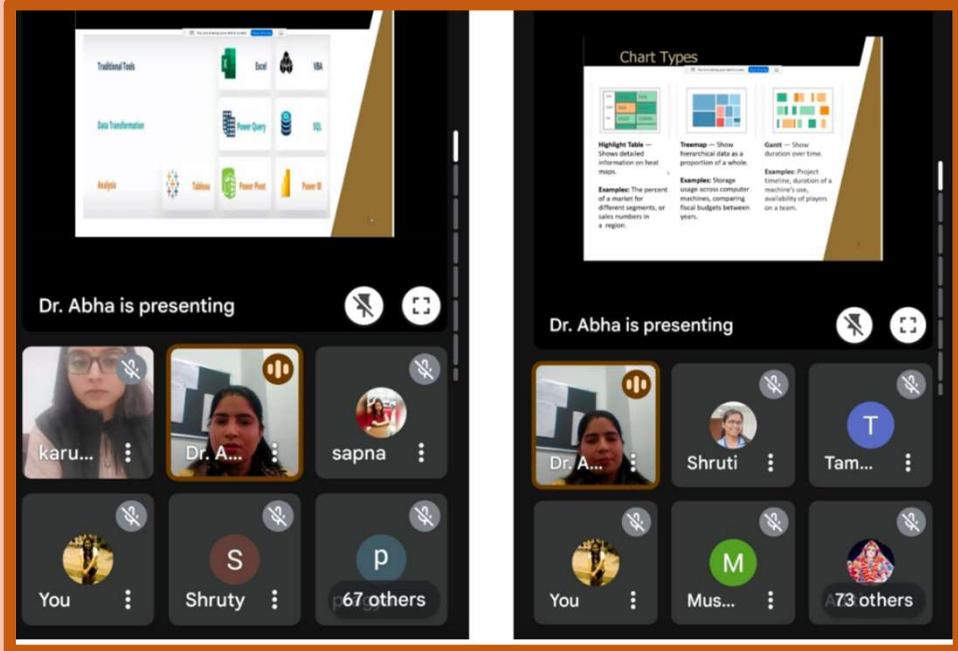 Traditional Tools
Excel
VBA
Data Transformation
Power Query
SQL
Analysis
Tableau
Power Pivot
Power BI
Dr. Abha is presenting
karu...
Dr. A...
sapna
You
S
Shruty
p
67 others
Chart Types
Highlight Table —
Shows detailed
information on heat
maps.
Examples: The percent
of a market for
different segments, or
sales numbers in
a region.
Treemap — Show
hierarchical data as a
proportion of a whole.
Examples: Storage
usage across computer
machines, comparing
fiscal budgets between
years.
Gantt — Show
duration over time.
Examples: Project
timeline, duration of a
machine's use,
availability of players
on a team.
Dr. Abha is presenting
Dr. A...
Shruti
T
Tam...
You
M
Mus...
73 others